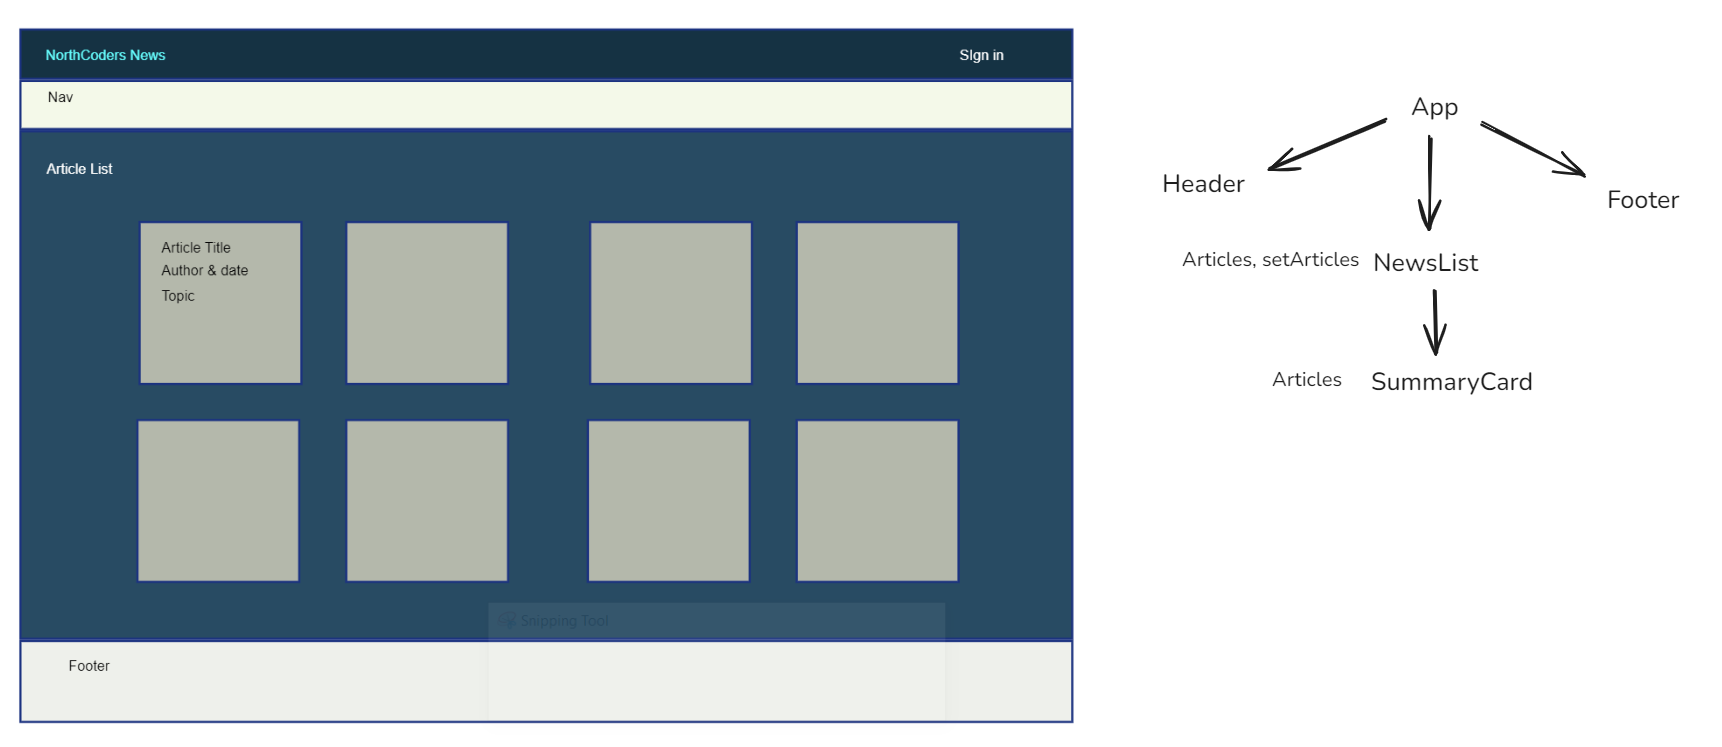 NorthCoders News
SIgn in
Nav
Article List
Article Title
Author & date
Topic
Snipping Tool
Footer
App
Header
Footer
Articles, setArticles
NewsList
Articles
SummaryCard